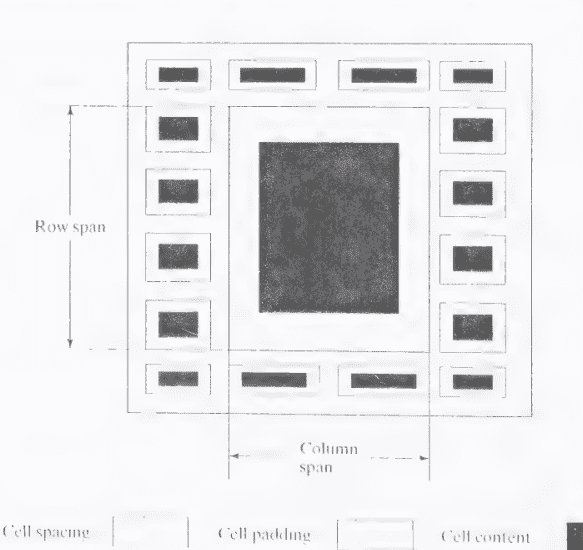 Row span
Column
span
Cell spacing
Cell padding
Cell content